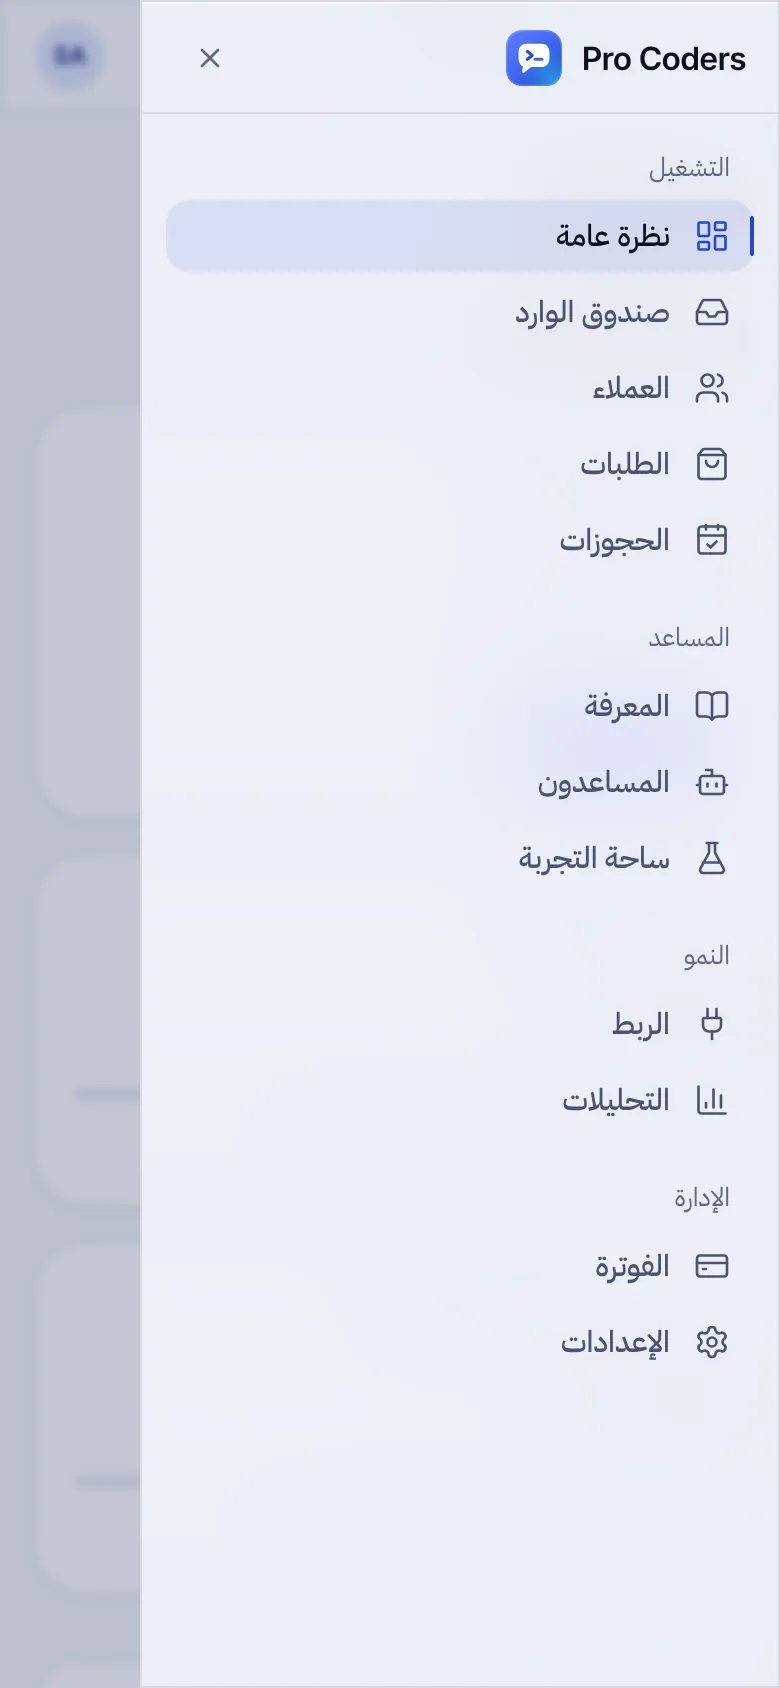 Pro Coders
التشغيل
نظرة عامة
صندوق الوارد
العملاء
الطلبات
الحجوزات
المساعد
المعرفة
المساعدون
ساحة التجربة
النمو
الربط
التحليلات
الإدارة
الفوترة
الإعدادات
SA